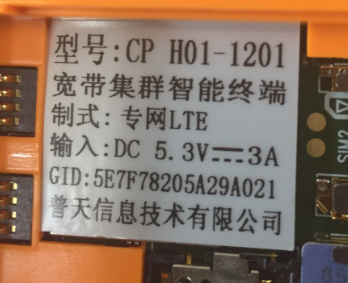 型号:CP H01-1201
宽带集群智能终端
制式:专网LTE
输入:DC 5.3V⎓3A
GID:5E7F78205A29A021
普天信息技术有限公司
SIM2